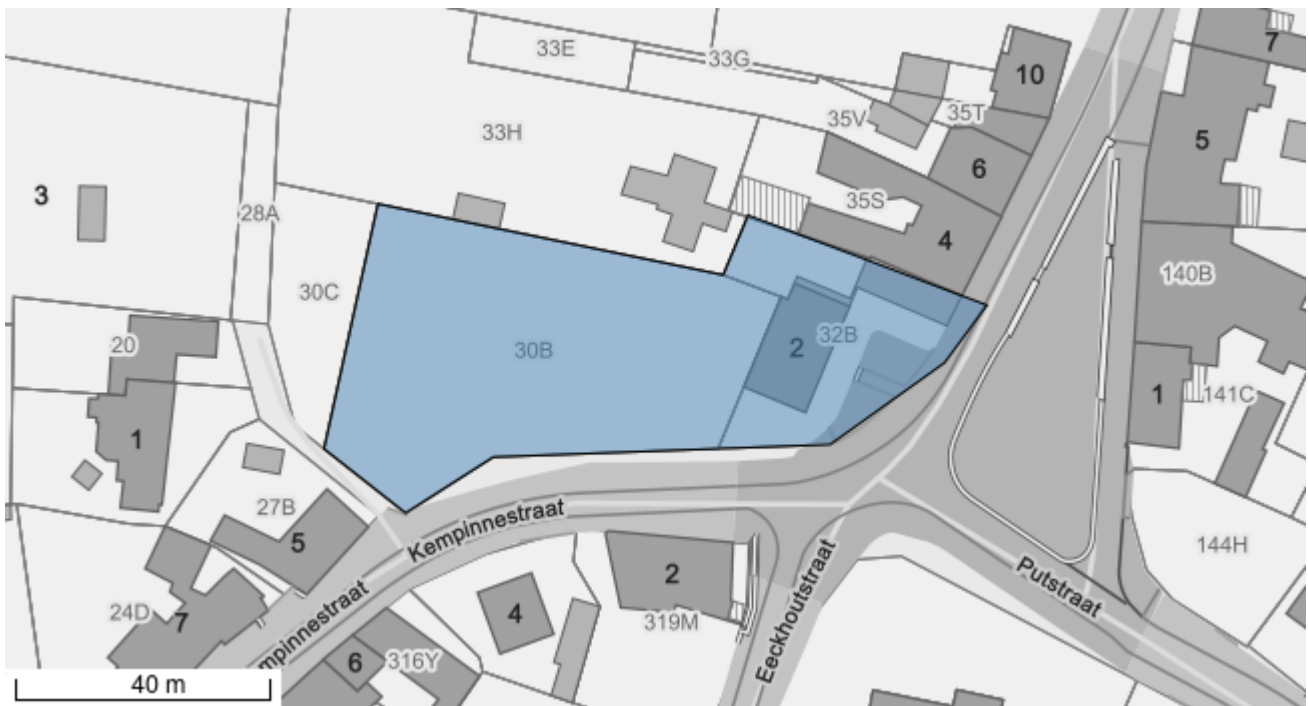 7
33E
33G
10
35V
35T
33H
5
6
3
28A
35S
4
140B
30C
20
30B
2
32B
1
141C
1
27B
5
Kempinnestraat
144H
2
Putstraat
24D
7
4
319M
Eeckhoutstraat
mpinnestraat
6
316Y
40 m